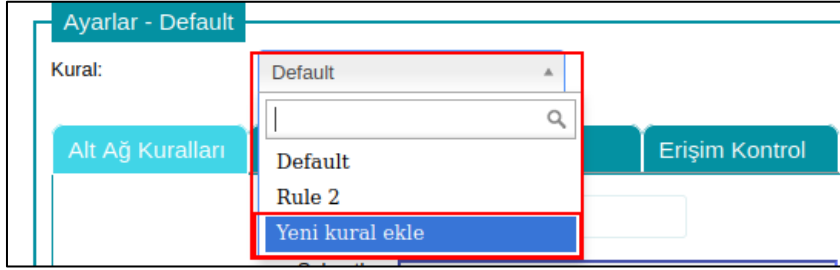 Ayarlar - Default
Kural:
Default
Default
Rule 2
Yeni kural ekle
Alt Ağ Kuralları
Erişim Kontrol